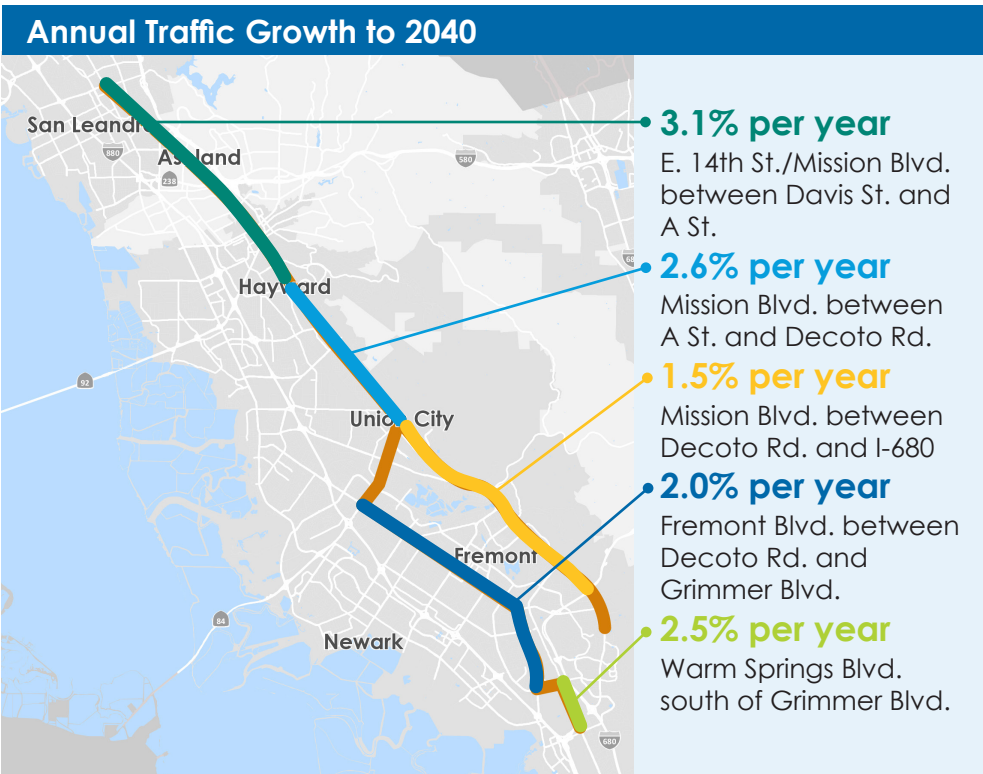 Annual Traffic Growth to 2040
San Leandro
880
Ashland
238
580
Hayward
92
Union City
Fremont
84
Newark
680
68
3.1% per year
E. 14th St./Mission Blvd.
between Davis St. and
A St.
2.6% per year
Mission Blvd. between
A St. and Decoto Rd.
1.5% per year
Mission Blvd. between
Decoto Rd. and I-680
2.0% per year
Fremont Blvd. between
Decoto Rd. and
Grimmer Blvd.
2.5% per year
Warm Springs Blvd.
south of Grimmer Blvd.